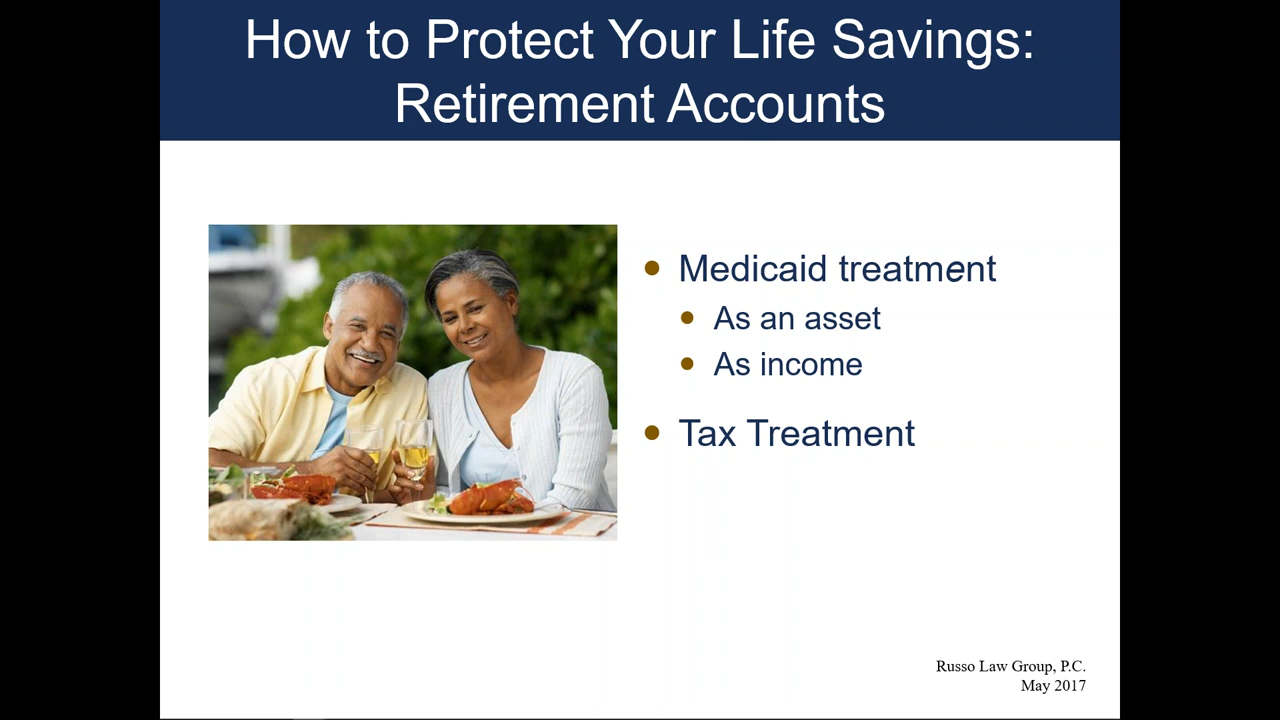 How to Protect Your Life Savings:
Retirement Accounts
Medicaid treatment
As an asset
As income
Tax Treatment
Russo Law Group, P.C.
May 2017